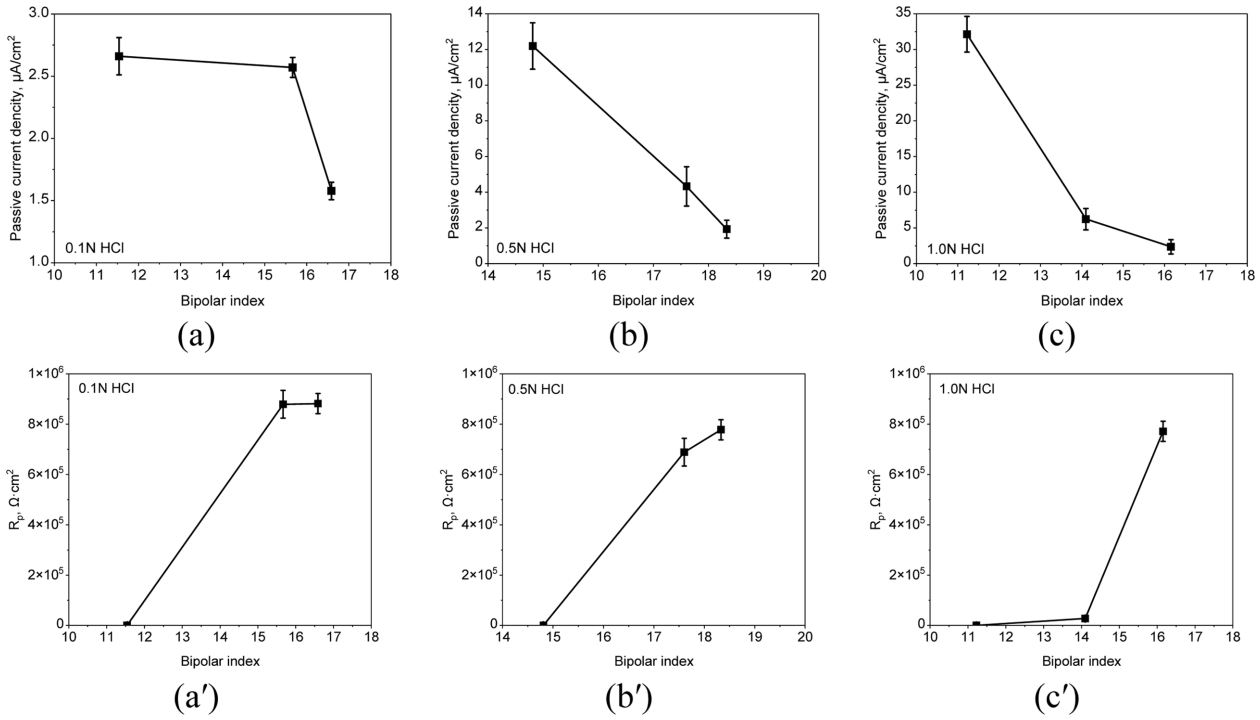 3.0
2.5
2.0
1.5
1.0
Passive current dencity, µA/cm²
0.1N HCl
10 11 12 13 14 15 16 17 18
Bipolar index
(a)
14
12
10
8
6
4
2
0
Passive current dencity, µA/cm²
0.5N HCl
14 15 16 17 18 19 20
Bipolar index
(b)
35
30
25
20
15
10
5
0
Passive current dencity, µA/cm²
1.0N HCl
10 11 12 13 14 15 16 17 18
Bipolar index
(c)
1×10⁶
8×10⁵
6×10⁵
4×10⁵
2×10⁵
0
Rₚ, Ω·cm²
0.1N HCl
10 11 12 13 14 15 16 17 18
Bipolar index
(a′)
1×10⁶
8×10⁵
6×10⁵
4×10⁵
2×10⁵
0
Rₚ, Ω·cm²
0.5N HCl
14 15 16 17 18 19 20
Bipolar index
(b′)
1×10⁶
8×10⁵
6×10⁵
4×10⁵
2×10⁵
0
Rₚ, Ω·cm²
1.0N HCl
10 11 12 13 14 15 16 17 18
Bipolar index
(c′)